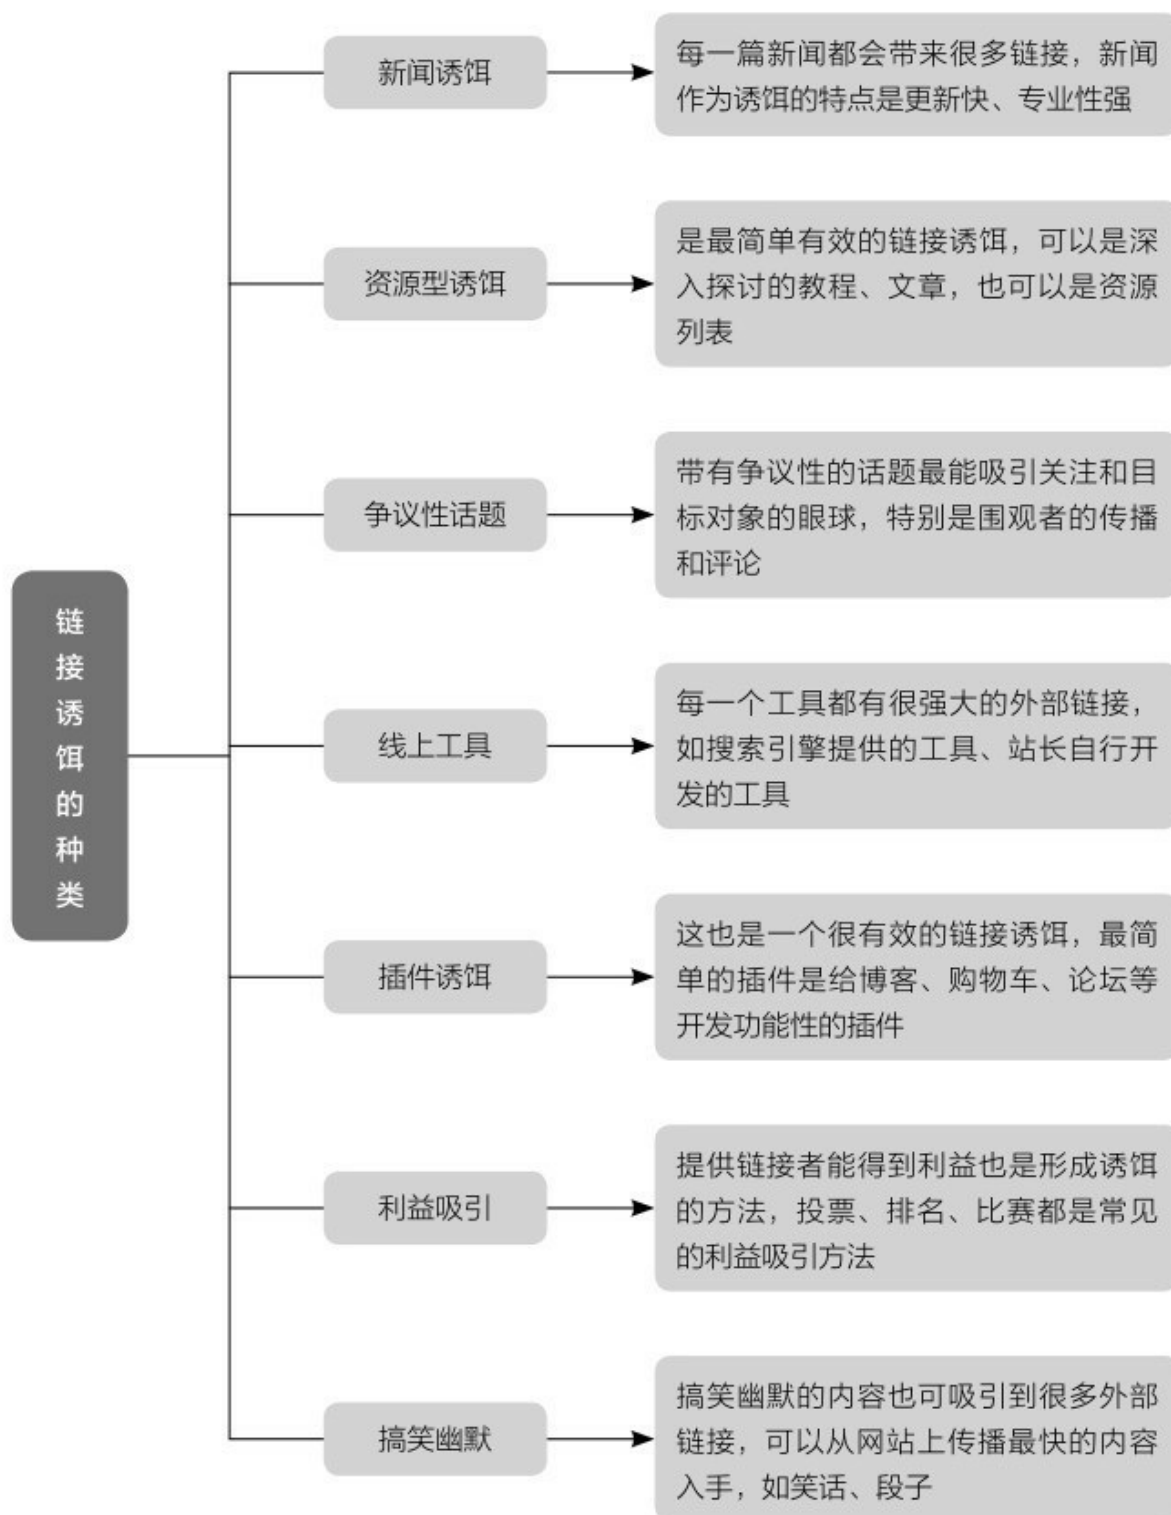 新闻诱饵
每一篇新闻都会带来很多链接，新闻
作为诱饵的特点是更新快、专业性强
资源型诱饵
是最简单有效的链接诱饵，可以是深
入探讨的教程、文章，也可以是资源
列表
争议性话题
带有争议性的话题最能吸引关注和目
标对象的眼球，特别是围观者的传播
和评论
链接诱饵的种类
线上工具
每一个工具都有很强大的外部链接，
如搜索引擎提供的工具、站长自行开
发的工具
插件诱饵
这也是一个很有效的链接诱饵，最简
单的插件是给博客、购物车、论坛等
开发功能性的插件
利益吸引
提供链接者能得到利益也是形成诱饵
的方法，投票、排名、比赛都是常见
的利益吸引方法
搞笑幽默
搞笑幽默的内容也可吸引到很多外部
链接，可以从网站上传播最快的内容
入手，如笑话、段子